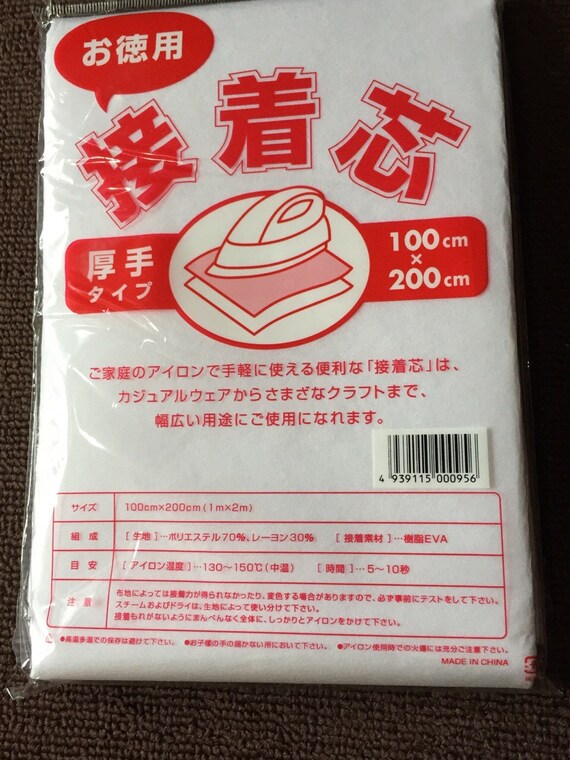 お徳用
接着芯
厚手
タイプ
100cm
×
200cm
ご家庭のアイロンで手軽に使える便利な「接着芯」は、
カジュアルウェアからさまざなクラフトまで、
幅広い用途にご使用になれます。
4 939115 000956
サイズ 100cm×200cm(1m×2m)
組成 [生地]…ポリエステル70%、レーヨン30% [接着素材]…樹脂EVA
目安 [アイロン温度]…130〜150℃(中温) [時間]…5〜10秒
注意 布地によっては接着力が得られなかったり、変色する場合がありますので、必ず事前にテストをして下さい。
スチームおよびドライは、生地によって使い分けて下さい。
接着もれがないようにまんべんなく全体に、しっかりとアイロンをかけて下さい。
●高温多湿での保存は避けて下さい。 ●お子様の手の届かない所において下さい。 ●アイロン使用時での火傷には充分ご注意下さい。
MADE IN CHINA